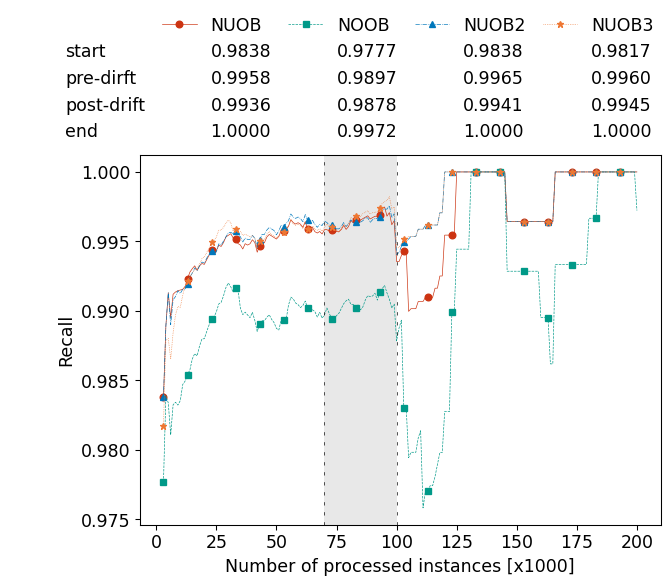 NUOB NOOB NUOB2 NUOB3
start 0.9838 0.9777 0.9838 0.9817
pre-dirft 0.9958 0.9897 0.9965 0.9960
post-drift 0.9936 0.9878 0.9941 0.9945
end 1.0000 0.9972 1.0000 1.0000
1.000
0.995
0.990
0.985
0.980
0.975
Recall
0 25 50 75 100 125 150 175 200
Number of processed instances [x1000]